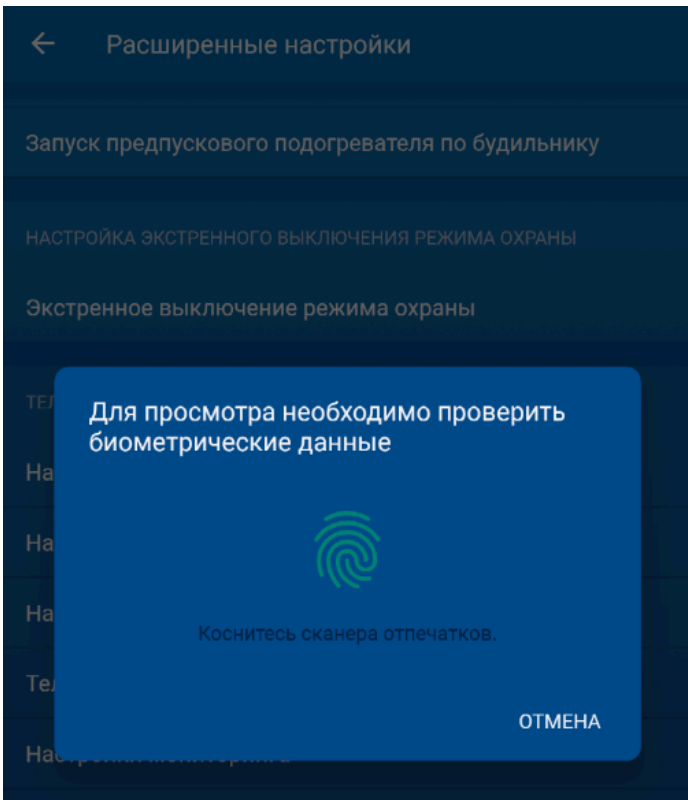 Расширенные настройки
Запуск предпускового подогревателя по будильнику
НАСТРОЙКА ЭКСТРЕННОГО ВЫКЛЮЧЕНИЯ РЕЖИМА ОХРАНЫ
Экстренное выключение режима охраны
Для просмотра необходимо проверить
биометрические данные
Коснитесь сканера отпечатков.
ОТМЕНА